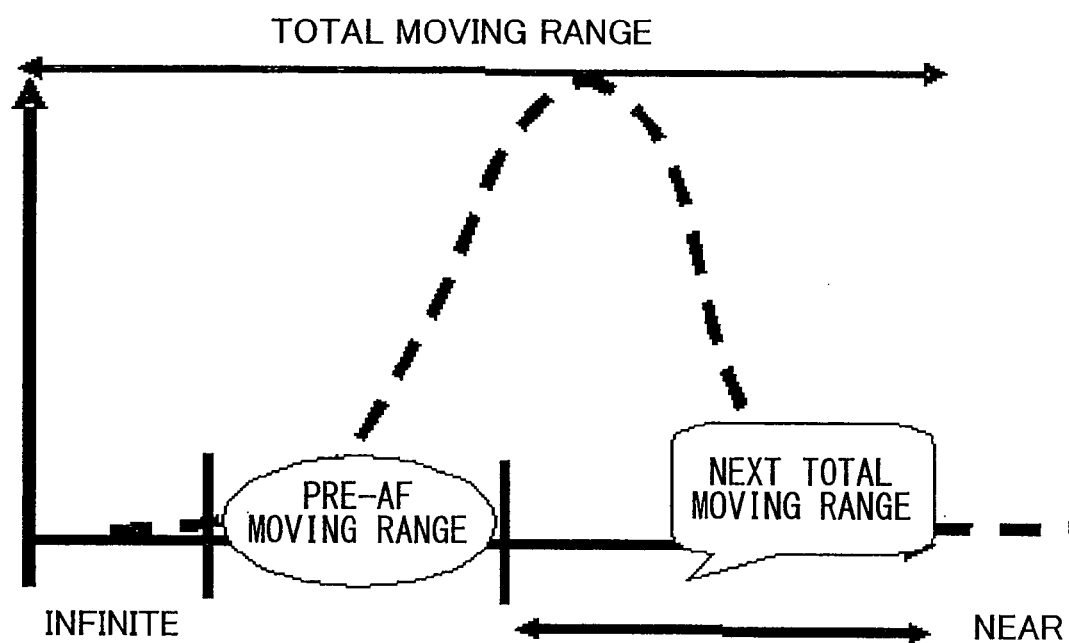 TOTAL MOVING RANGE
PRE-AF
MOVING RANGE
NEXT TOTAL
MOVING RANGE
INFINITE
NEAR